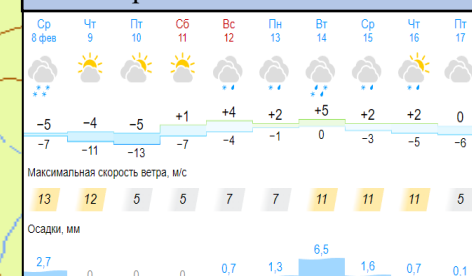 Ср Чт Пт Сб Вс Пн Вт Ср Чт Пт
8 фев 9 10 11 12 13 14 15 16 17
−5 −4 −5 +1 +4 +2 +5 +2 +2 0
−7 −11 −13 −7 −4 −1 0 −3 −5 −6
Максимальная скорость ветра, м/с
13 12 5 5 7 7 11 11 11 5
Осадки, мм
2,7 0 0 0 0,7 1,3 6,5 1,6 0,7 0,1